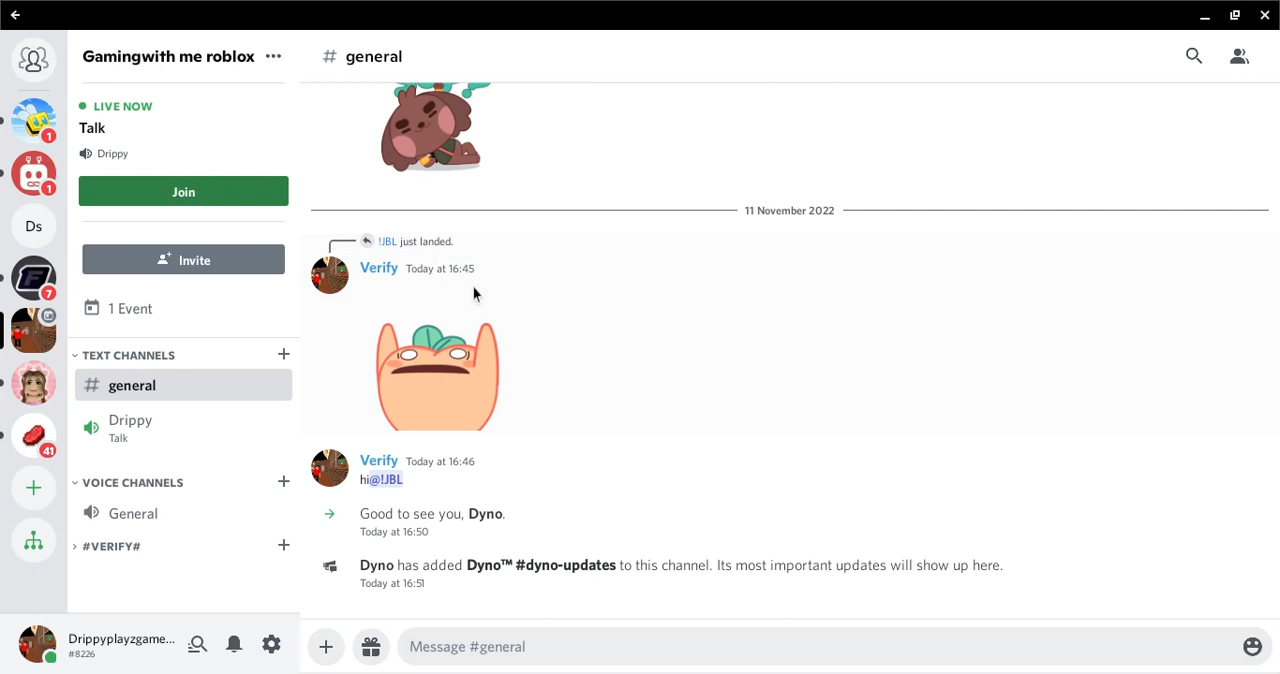 Gamingwith me roblox
# general
LIVE NOW
Talk
Drippy
Join
Invite
1 Event
TEXT CHANNELS
# general
Drippy
Talk
VOICE CHANNELS
General
#VERIFY#
Drippyplayzgame...
#8226
1
1
Ds
7
41
11 November 2022
!JBL just landed.
Verify Today at 16:45
Verify Today at 16:46
hi@!JBL
Good to see you, Dyno.
Today at 16:50
Dyno has added Dyno™ #dyno-updates to this channel. Its most important updates will show up here.
Today at 16:51
Message #general